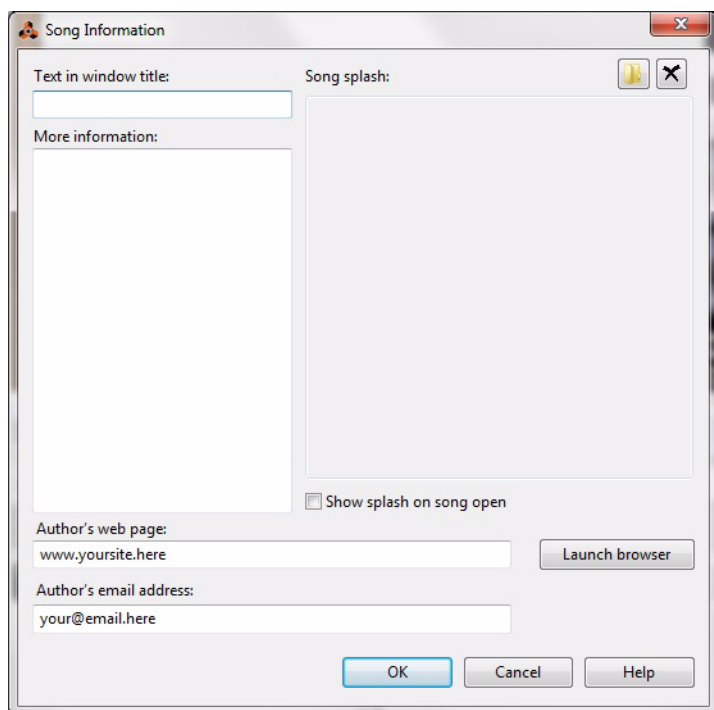 Song Information
Text in window title:
Song splash:
More information:
Show splash on song open
Author's web page:
www.yoursite.here
Launch browser
Author's email address:
your@email.here
OK
Cancel
Help